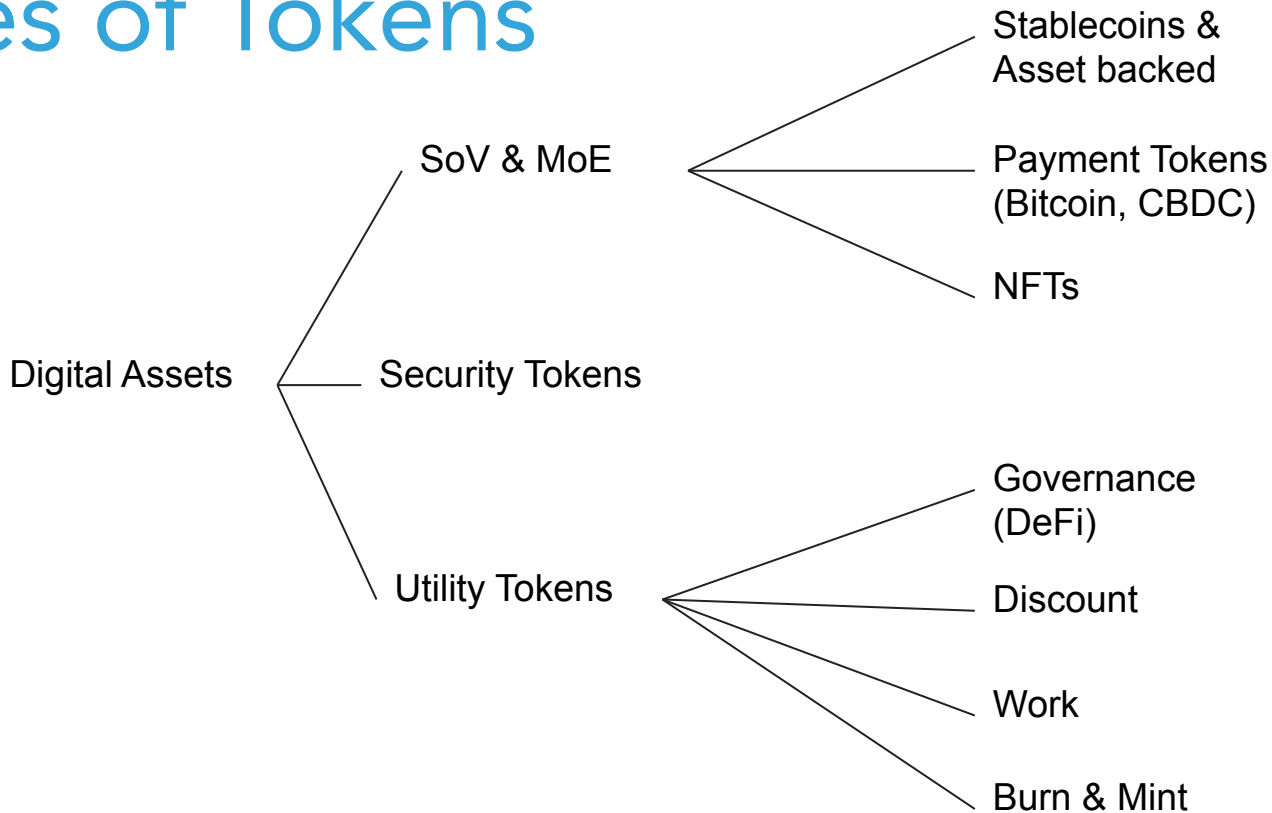 es of Tokens
Stablecoins &
Asset backed
SoV & MoE
Payment Tokens
(Bitcoin, CBDC)
NFTs
Digital Assets
Security Tokens
Governance
(DeFi)
Utility Tokens
Discount
Work
Burn & Mint